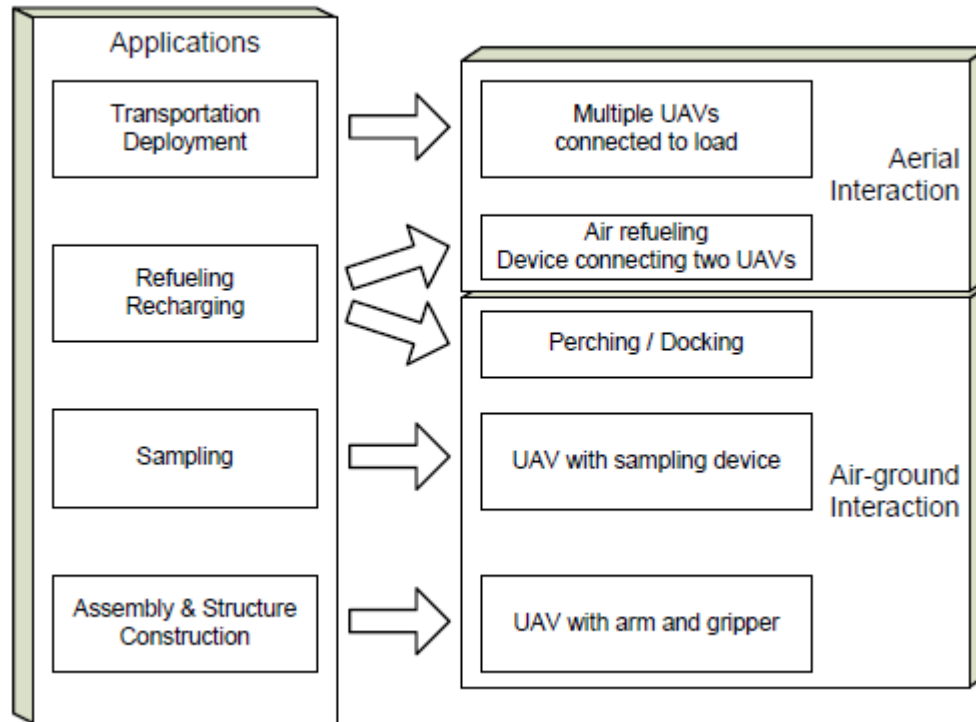 Applications
Transportation
Deployment
Refueling
Recharging
Sampling
Assembly & Structure
Construction
Multiple UAVs
connected to load
Air refueling
Device connecting two UAVs
Aerial
Interaction
Perching / Docking
UAV with sampling device
UAV with arm and gripper
Air-ground
Interaction